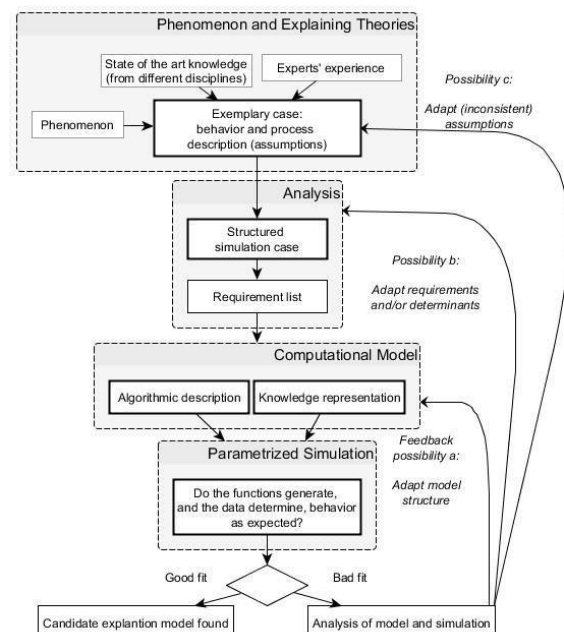 Phenomenon and Explaining Theories
State of the art knowledge
(from different disciplines)
Experts' experience
Phenomenon
Exemplary case:
behavior and process
description (assumptions)
Possibility c:
Adapt (inconsistent)
assumptions
Analysis
Structured
simulation case
Requirement list
Possibility b:
Adapt requirements
and/or determinants
Computational Model
Algorithmic description
Knowledge representation
Feedback
possibility a:
Adapt model
structure
Parametrized Simulation
Do the functions generate,
and the data determine, behavior
as expected?
Good fit
Bad fit
Candidate explantion model found
Analysis of model and simulation